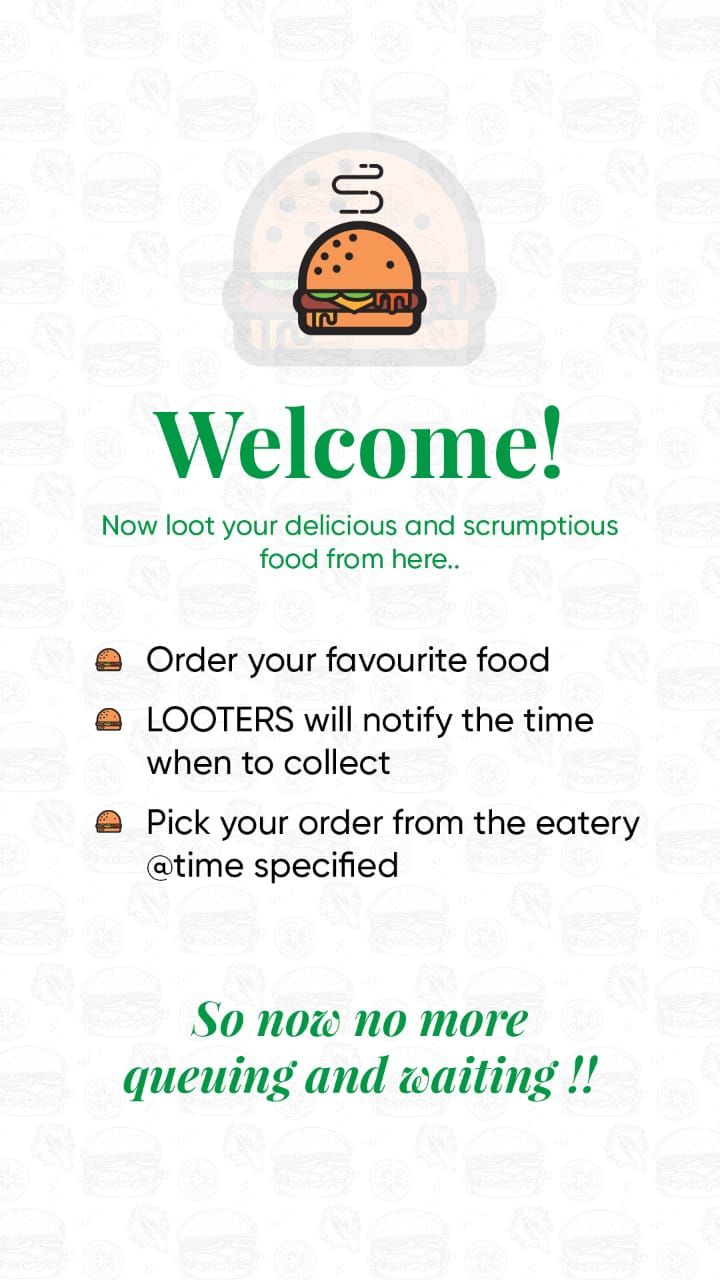 Welcome!
Now loot your delicious and scrumptious
food from here..
Order your favourite food
LOOTERS will notify the time
when to collect
Pick your order from the eatery
@time specified
So now no more
queuing and waiting !!